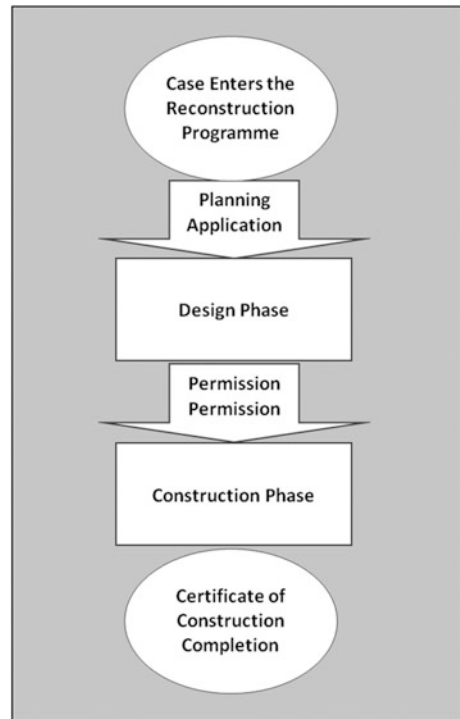 Case Enters the
Reconstruction
Programme
Planning
Application
Design Phase
Permission
Permission
Construction Phase
Certificate of
Construction
Completion